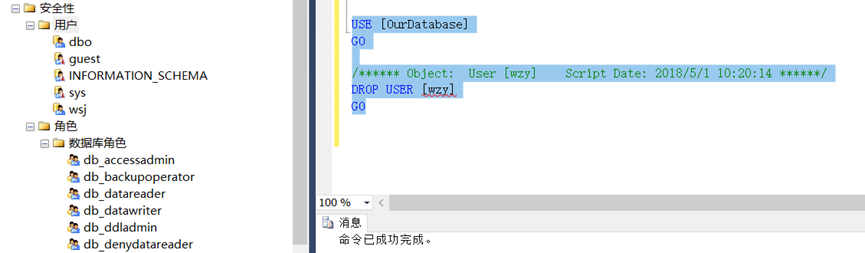 安全性
用户
dbo
guest
INFORMATION_SCHEMA
sys
wsj
角色
数据库角色
db_accessadmin
db_backupoperator
db_datareader
db_datawriter
db_ddladmin
db_denydatareader
USE [OurDatabase]
GO
/****** Object:  User [wzy]    Script Date: 2018/5/1 10:20:14 ******/
DROP USER [wzy]
GO
100 %
消息
命令已成功完成。